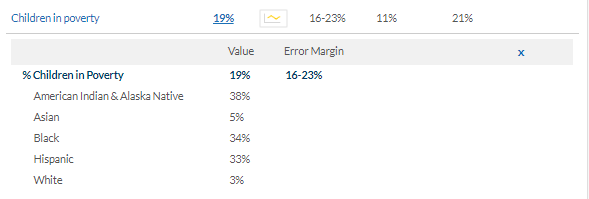 Children in poverty 19% 16-23% 11% 21%
Value Error Margin x
% Children in Poverty 19% 16-23%
American Indian & Alaska Native 38%
Asian 5%
Black 34%
Hispanic 33%
White 3%